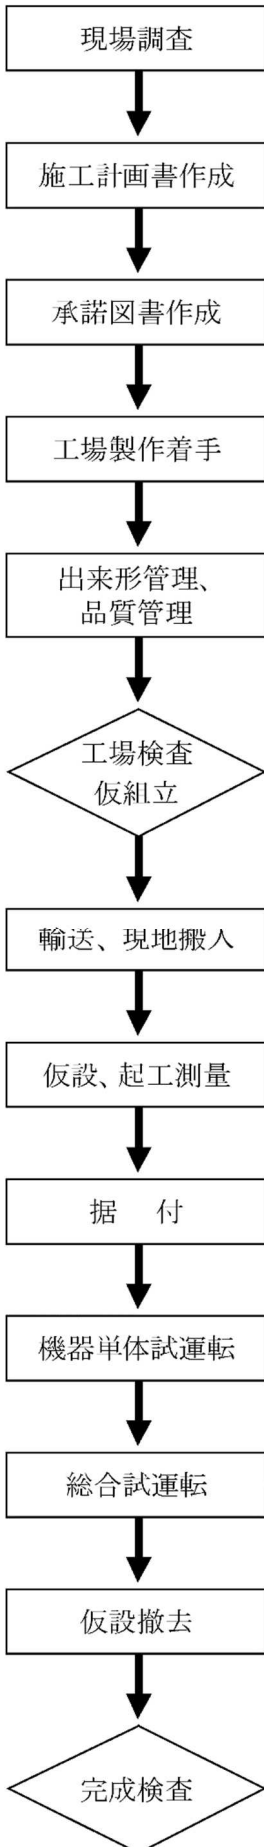 現場調査
施工計画書作成
承諾図書作成
工場製作着手
出来形管理、
品質管理
工場検査
仮組立
輸送、現地搬入
仮設、起工測量
据　付
機器単体試運転
総合試運転
仮設撤去
完成検査